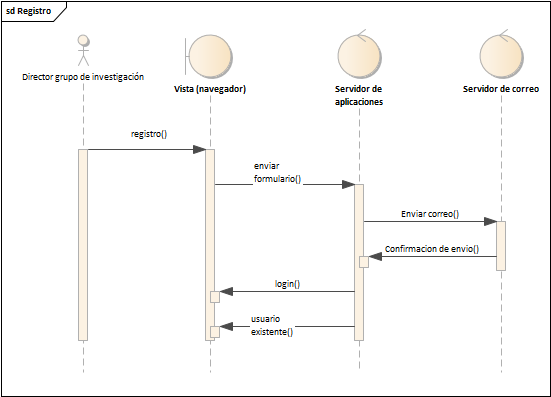 sd Registro
Director grupo de investigación
Vista (navegador)
Servidor de
aplicaciones
Servidor de correo
registro()
enviar
formulario()
Enviar correo()
Confirmacion de envio()
login()
usuario
existente()